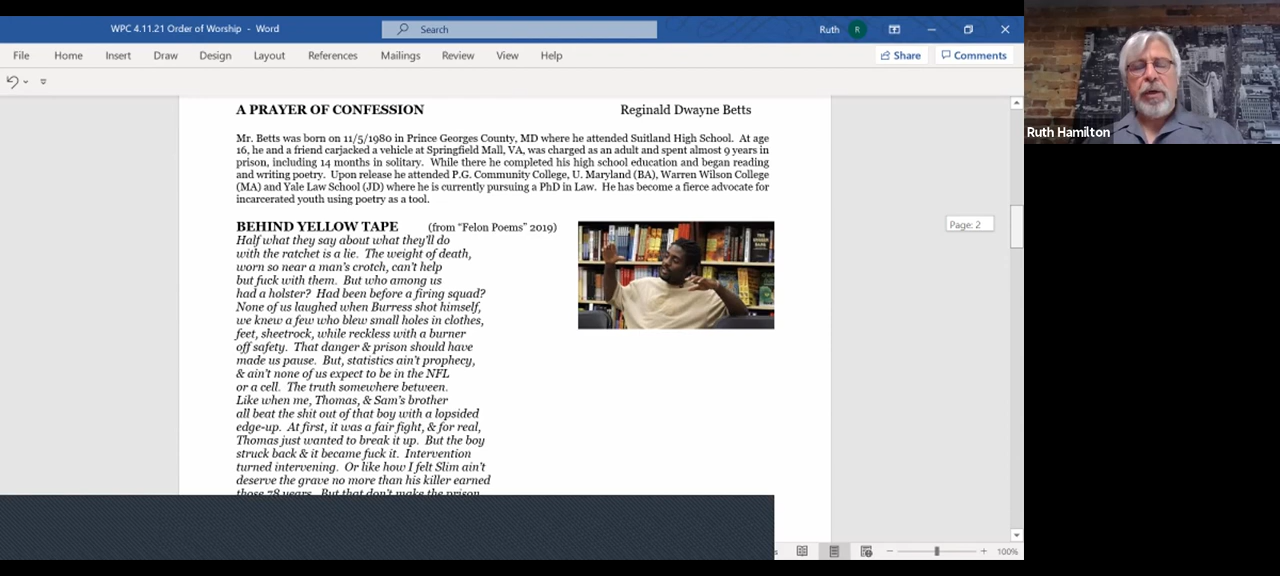 WPC 4.11.21 Order of Worship - Word
Search
Ruth R
File Home Insert Draw Design Layout References Mailings Review View Help
Share Comments
A PRAYER OF CONFESSION Reginald Dwayne Betts
Mr. Betts was born on 11/5/1980 in Prince Georges County, MD where he attended Suitland High School. At age
16, he and a friend carjacked a vehicle at Springfield Mall, VA, was charged as an adult and spent almost 9 years in
prison, including 14 months in solitary. While there he completed his high school education and began reading
and writing poetry. Upon release he attended P.G. Community College, U. Maryland (BA), Warren Wilson College
(MA) and Yale Law School (JD) where he is currently pursuing a PhD in Law. He has become a fierce advocate for
incarcerated youth using poetry as a tool.
BEHIND YELLOW TAPE (from “Felon Poems” 2019)
Half what they say about what they'll do
with the ratchet is a lie. The weight of death,
worn so near a man's crotch, can't help
but fuck with them. But who among us
had a holster? Had been before a firing squad?
None of us laughed when Burress shot himself,
we knew a few who blew small holes in clothes,
feet, sheetrock, while reckless with a burner
off safety. That danger & prison should have
made us pause. But, statistics ain't prophecy,
& ain't none of us expect to be in the NFL
or a cell. The truth somewhere between.
Like when me, Thomas, & Sam's brother
all beat the shit out of that boy with a lopsided
edge-up. At first, it was a fair fight, & for real,
Thomas just wanted to break it up. But the boy
struck back & it became fuck it. Intervention
turned intervening. Or like how I felt Slim ain't
deserve the grave no more than his killer earned
those 78 years. But that don't make the prison
Page: 2
100%
Ruth Hamilton